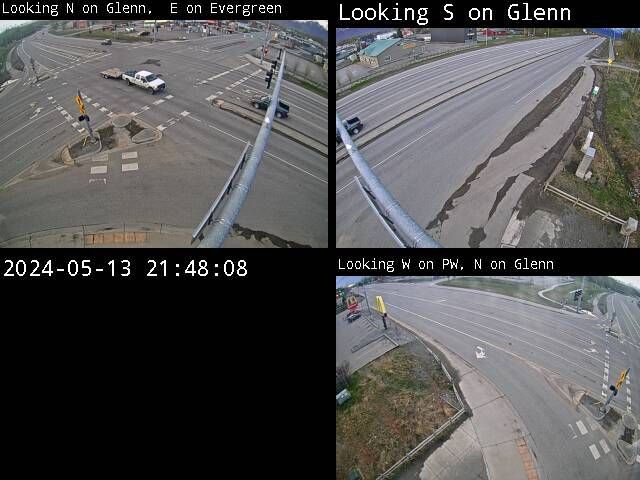 Looking N on Glenn, E on Evergreen
Looking S on Glenn
2024-05-13 21:48:08
Looking W on PW, N on Glenn